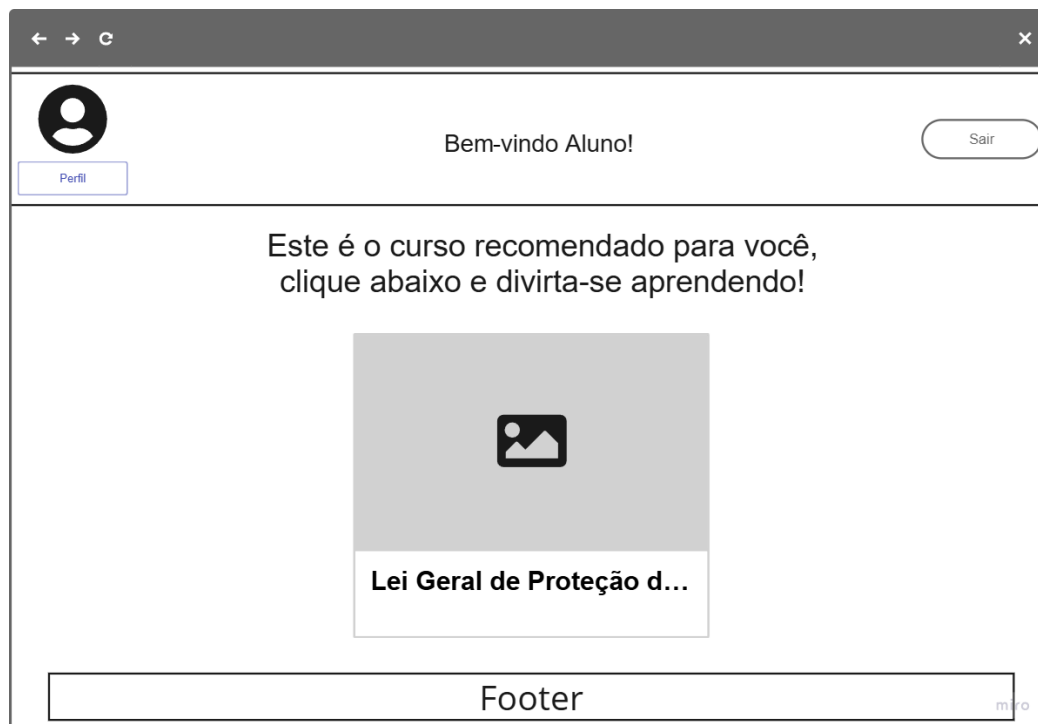 Bem-vindo Aluno!
Sair
Perfil
Este é o curso recomendado para você,
clique abaixo e divirta-se aprendendo!
Lei Geral de Proteção d...
Footer
miro